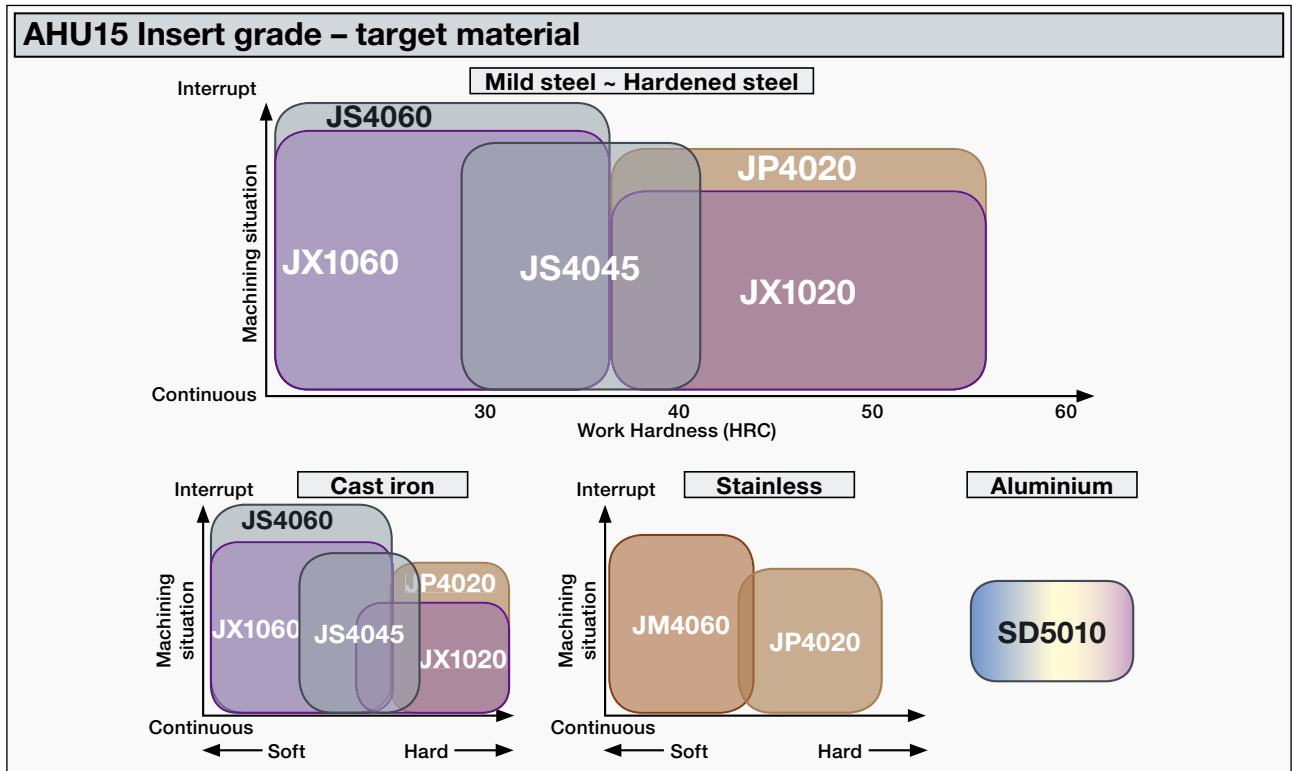 AHU15 Insert grade – target material
Mild steel ~ Hardened steel
Interrupt
Machining situation
Continuous
JS4060
JX1060
JS4045
JP4020
JX1020
30 40 50 60
Work Hardness (HRC)
Cast iron
Interrupt
Machining
situation
Continuous
JS4060
JX1060
JS4045
JP4020
JX1020
Soft Hard
Stainless
Interrupt
Machining
situation
Continuous
JM4060
JP4020
Soft Hard
Aluminium
SD5010